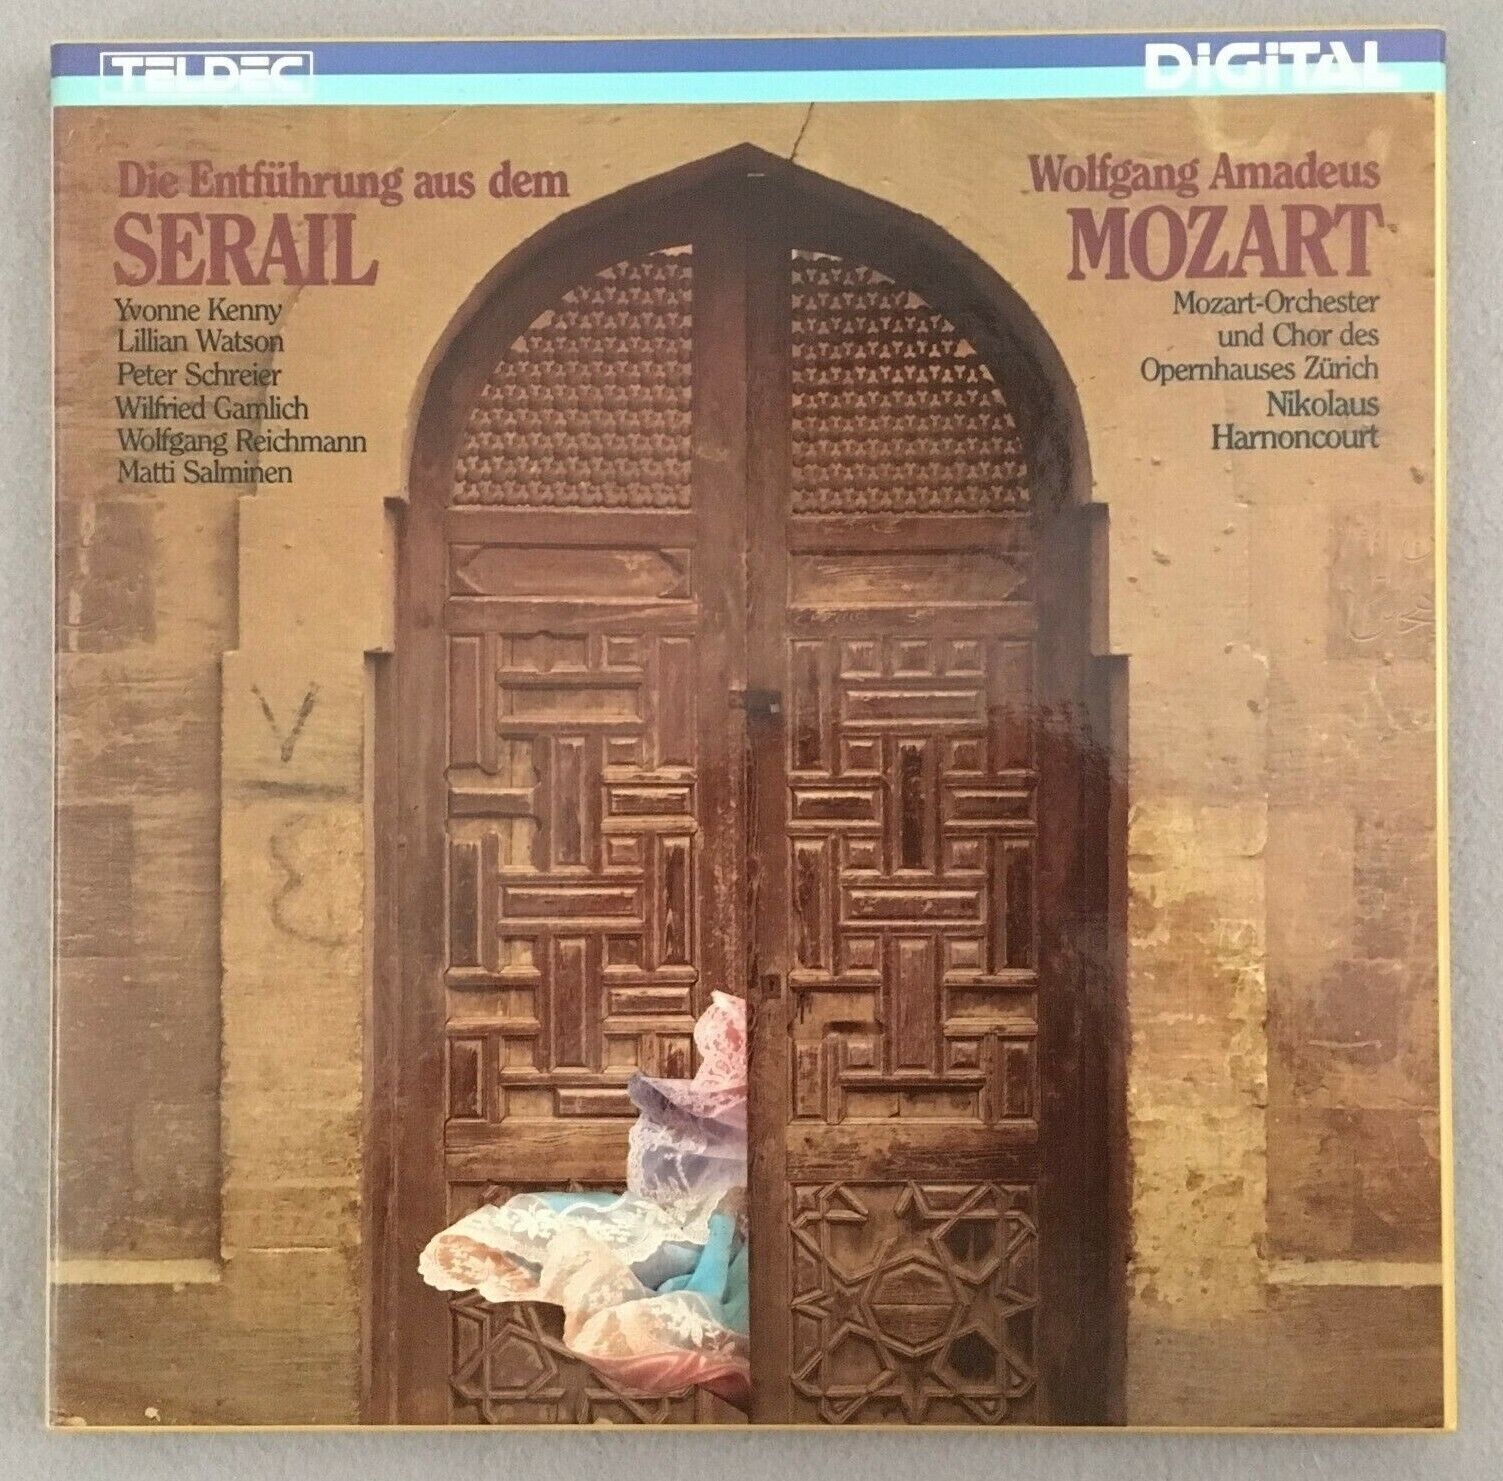 TELDEC
DIGITAL
Die Entführung aus dem
SERAIL
Yvonne Kenny
Lillian Watson
Peter Schreier
Wilfried Gamlich
Wolfgang Reichmann
Matti Salminen
Wolfgang Amadeus
MOZART
Mozart-Orchester
und Chor des
Opernhauses Zürich
Nikolaus
Harnoncourt